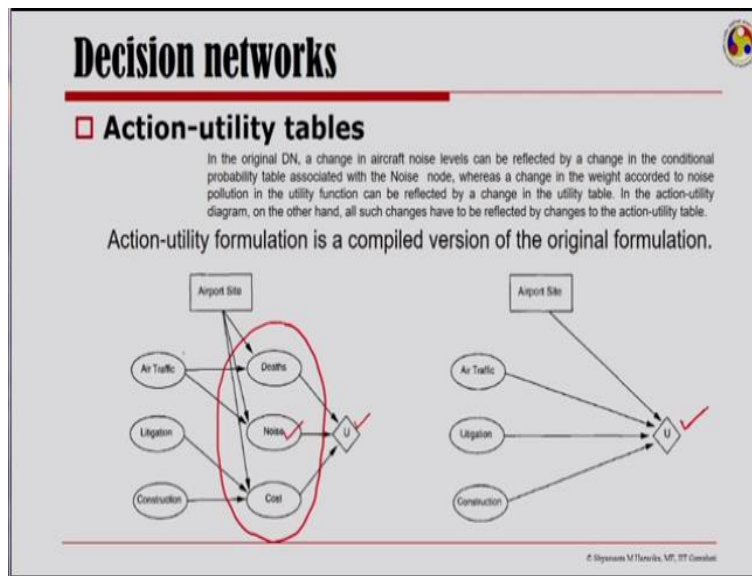 Decision networks
Action-utility tables
In the original DN, a change in aircraft noise levels can be reflected by a change in the conditional
probability table associated with the Noise node, whereas a change in the weight accorded to noise
pollution in the utility function can be reflected by a change in the utility table. In the action-utility
diagram, on the other hand, all such changes have to be reflected by changes to the action-utility table.
Action-utility formulation is a compiled version of the original formulation.
Airport Site
Air Traffic
Deaths
Litigation
Noise
U
Construction
Cost
Airport Site
Air Traffic
Litigation
U
Construction